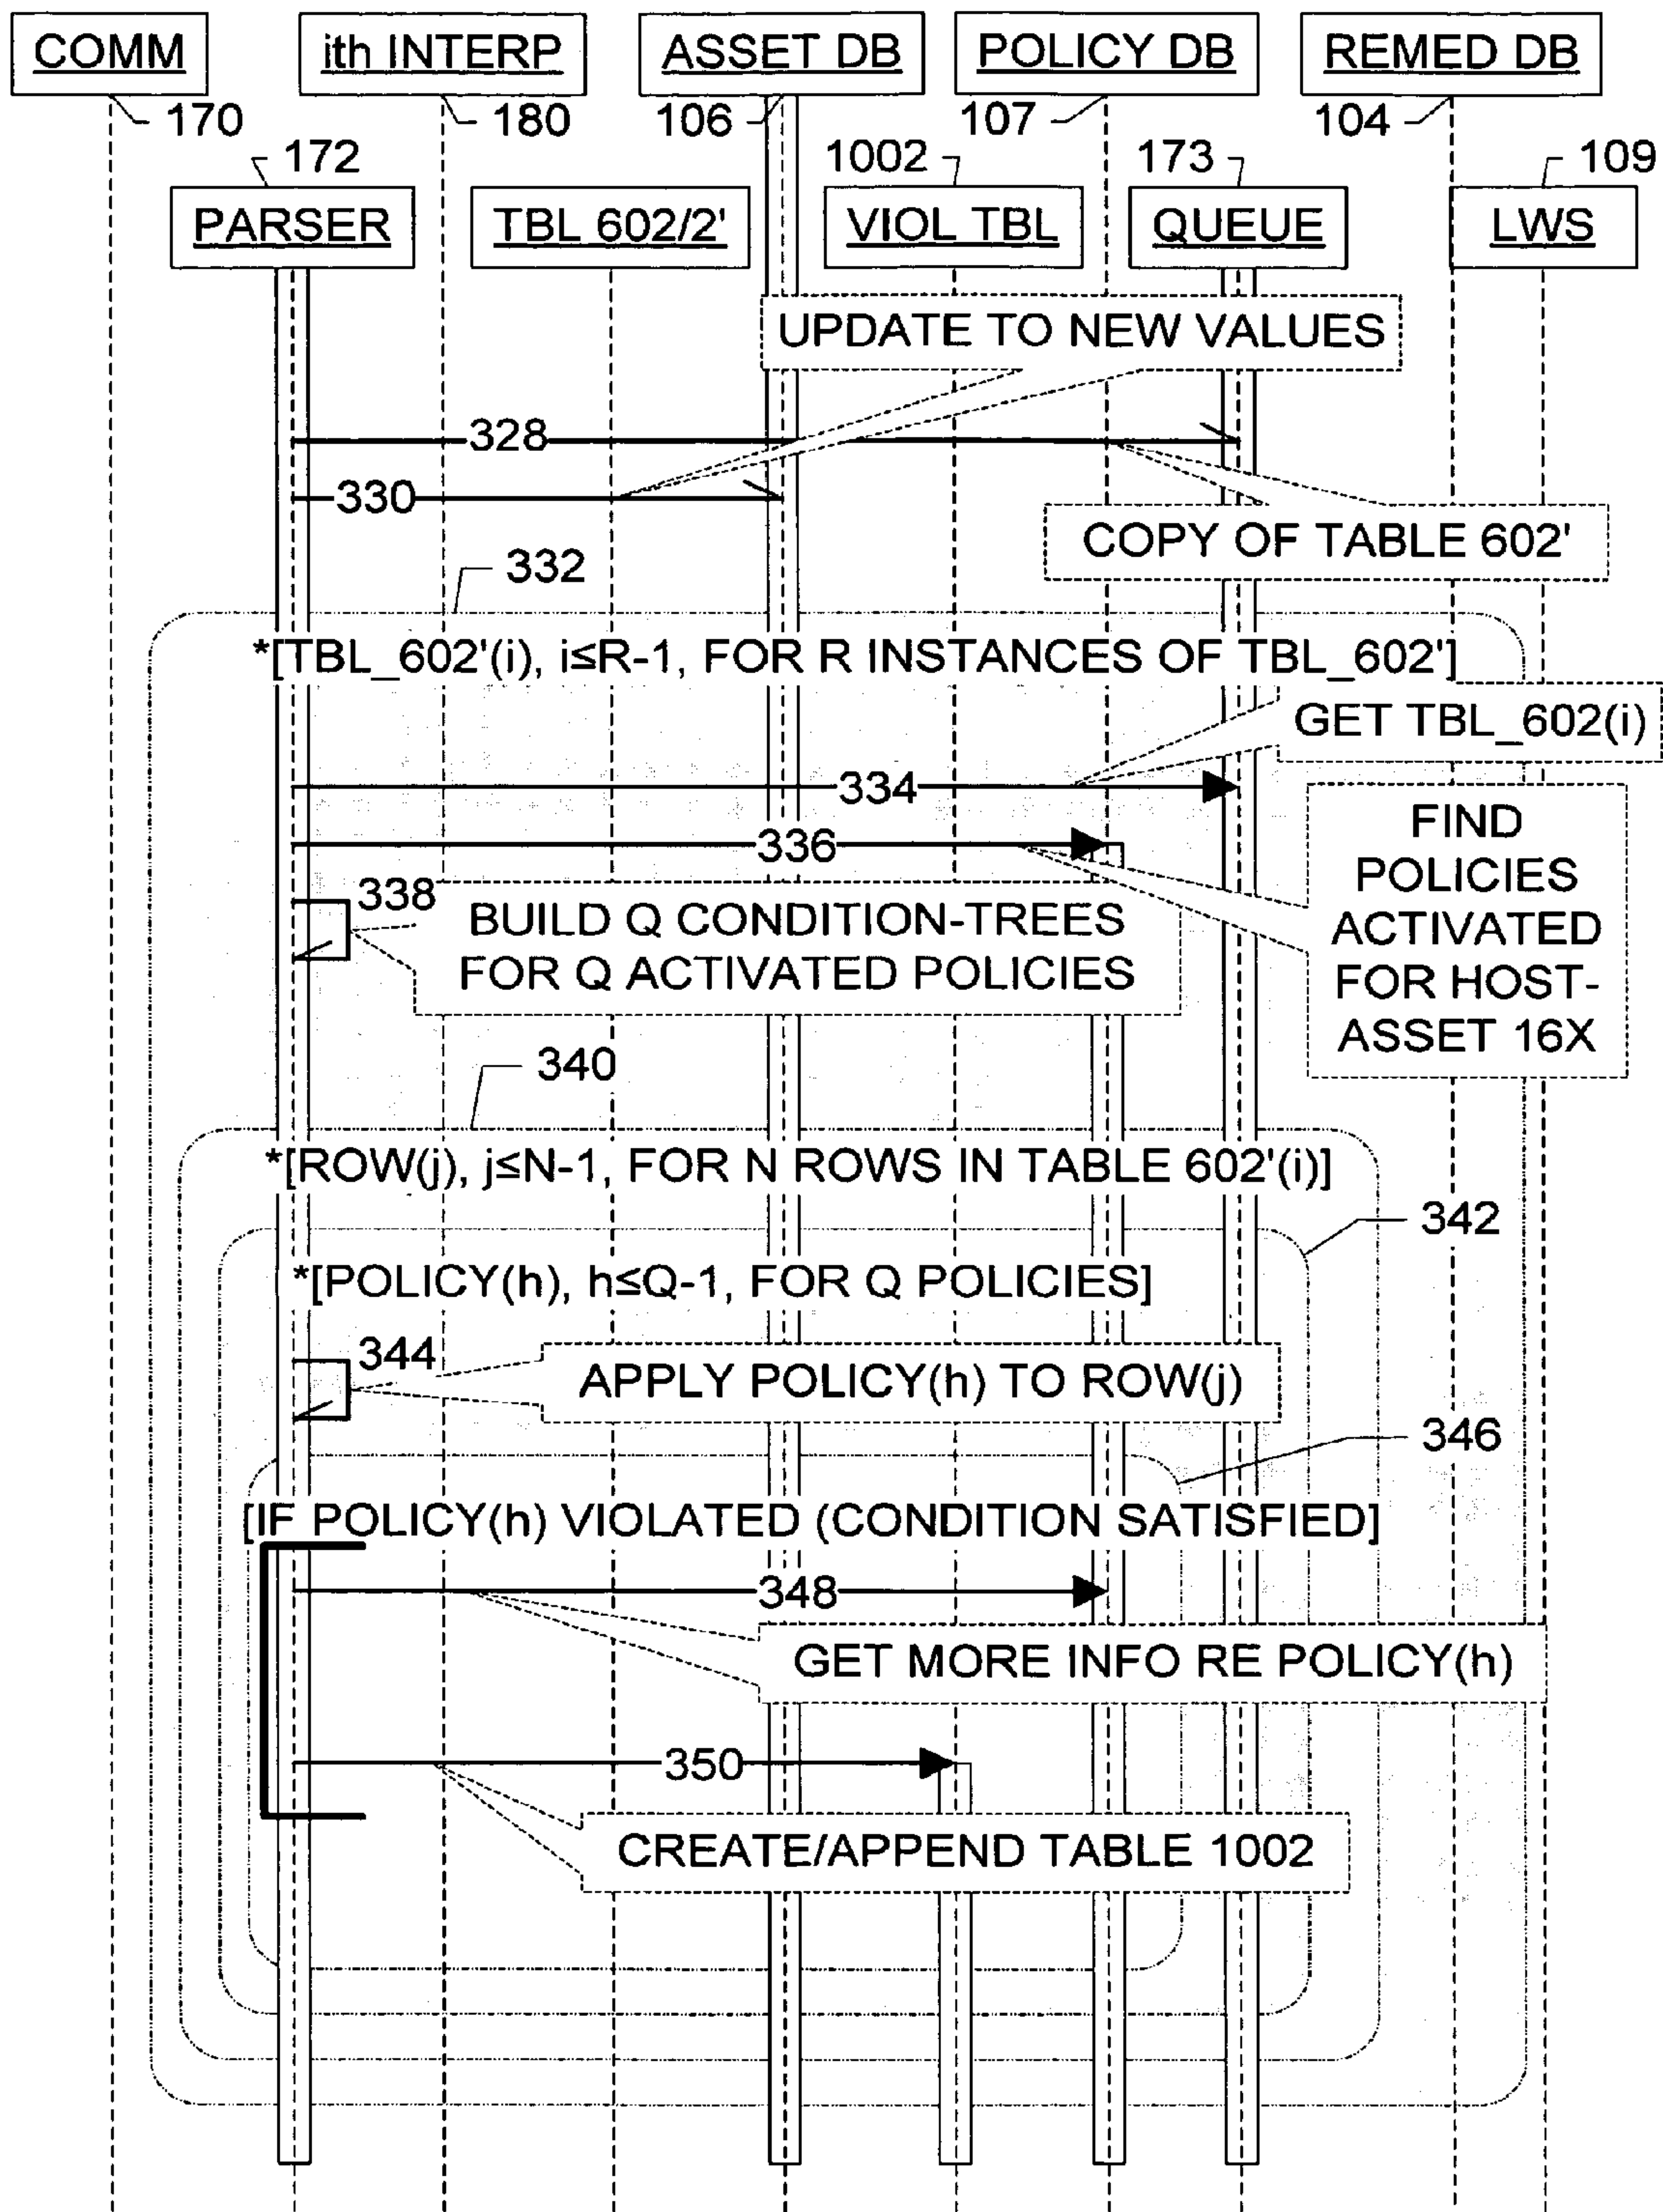 COMM
ith INTERP
ASSET DB
POLICY DB
REMED DB
170
180
106
107
104
172
1002
173
109
PARSER
TBL 602/2'
VIOL TBL
QUEUE
LWS
UPDATE TO NEW VALUES
328
330
COPY OF TABLE 602'
332
*[TBL_602'(i), i≤R-1, FOR R INSTANCES OF TBL_602']
GET TBL_602(i)
334
336
FIND
POLICIES
ACTIVATED
FOR HOST-
ASSET 16X
338
BUILD Q CONDITION-TREES
FOR Q ACTIVATED POLICIES
340
*[ROW(j), j≤N-1, FOR N ROWS IN TABLE 602'(i)]
342
*[POLICY(h), h≤Q-1, FOR Q POLICIES]
344
APPLY POLICY(h) TO ROW(j)
346
[IF POLICY(h) VIOLATED (CONDITION SATISFIED]
348
GET MORE INFO RE POLICY(h)
350
CREATE/APPEND TABLE 1002